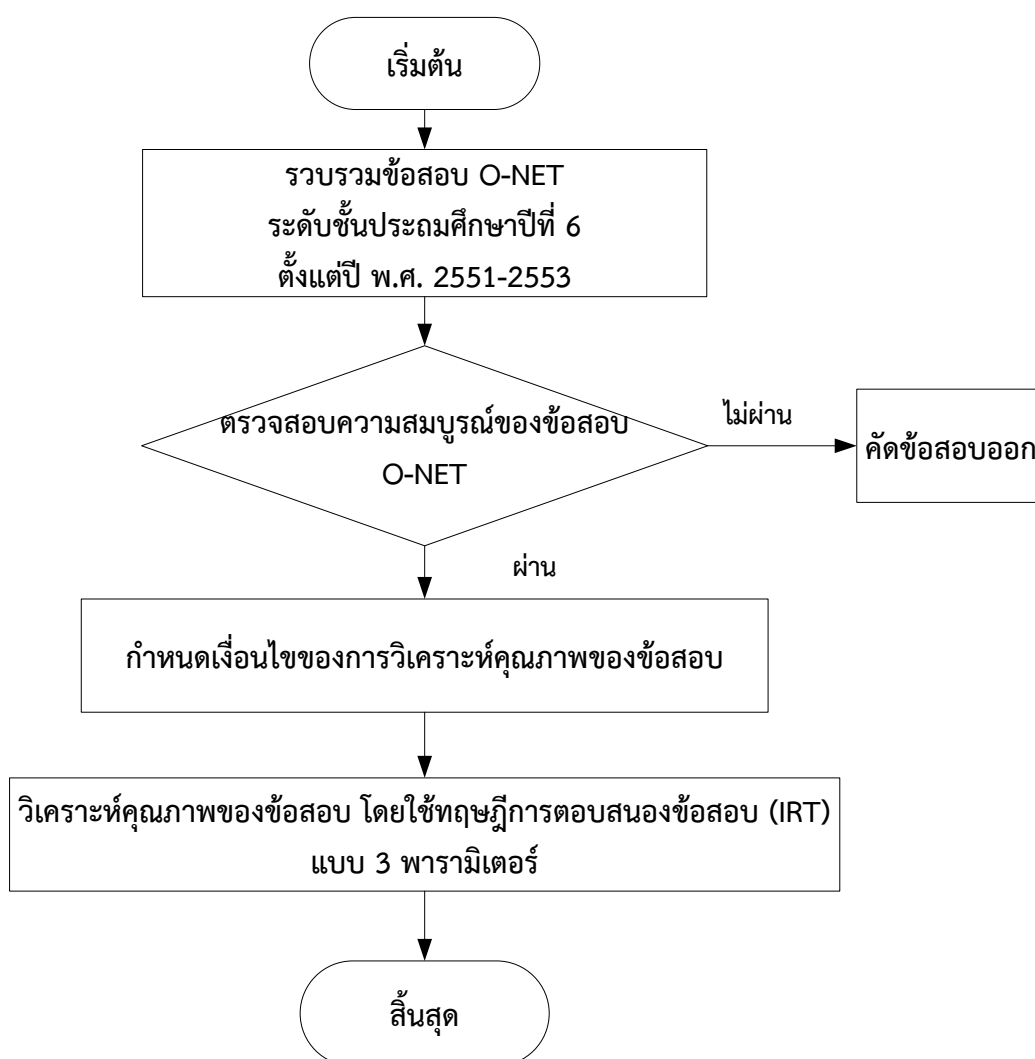 เริ่มต้น
รวบรวมข้อสอบ O-NET
ระดับชั้นประถมศึกษาปีที่ 6
ตั้งแต่ปี พ.ศ. 2551-2553
ตรวจสอบความสมบูรณ์ของข้อสอบ
O-NET
ไม่ผ่าน
คัดข้อสอบออก
ผ่าน
กำหนดเงื่อนไขของการวิเคราะห์คุณภาพของข้อสอบ
วิเคราะห์คุณภาพของข้อสอบ โดยใช้ทฤษฎีการตอบสนองข้อสอบ (IRT)
แบบ 3 พารามิเตอร์
สิ้นสุด